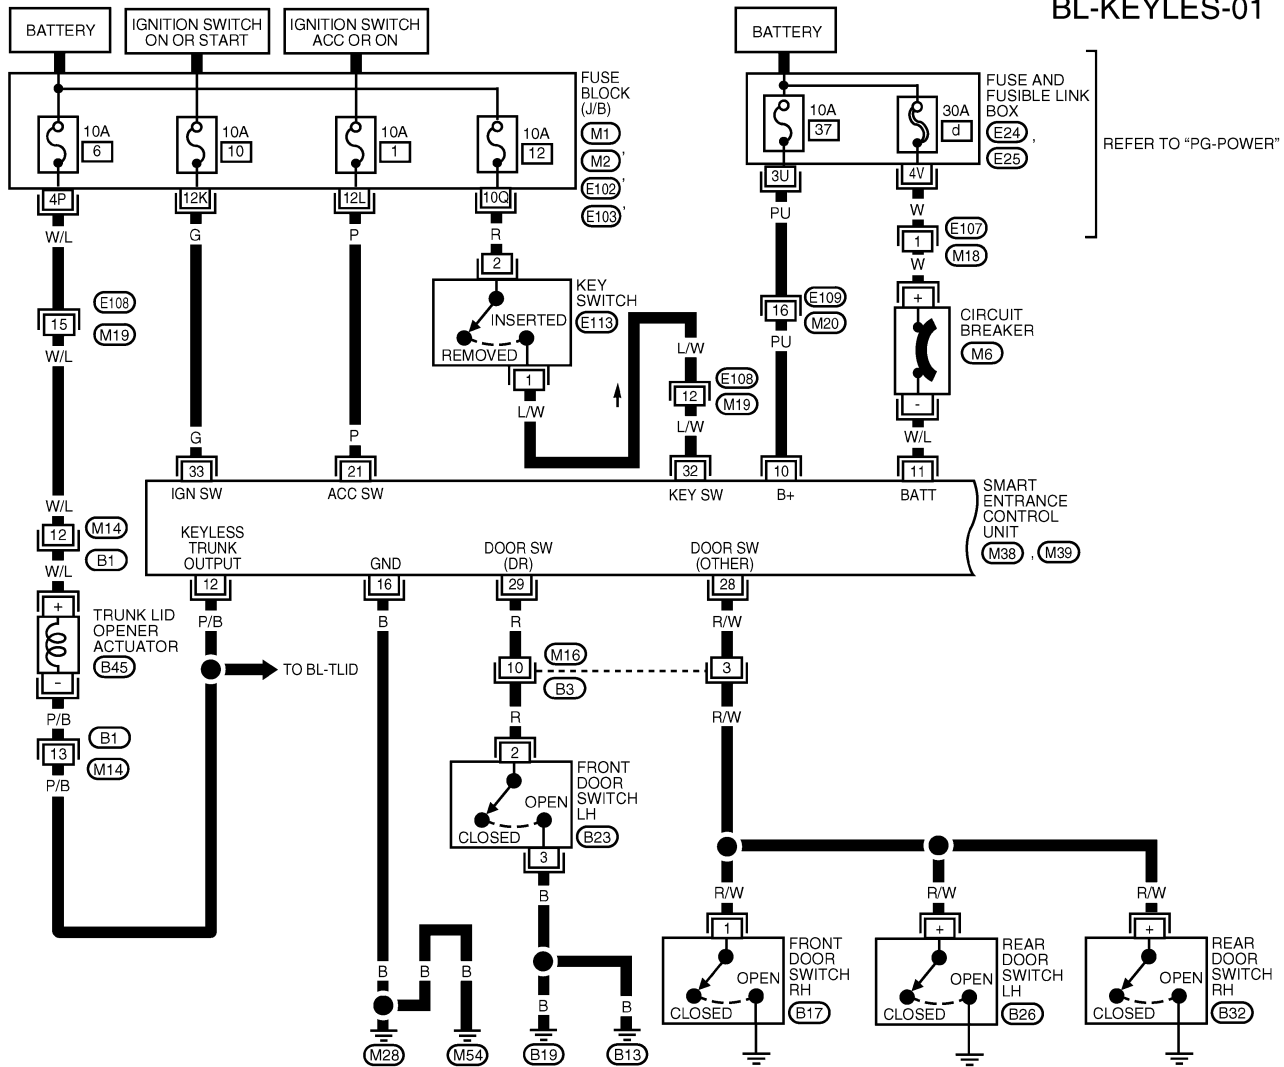 BL-KEYLES-01
BATTERY
IGNITION SWITCH
ON OR START
IGNITION SWITCH
ACC OR ON
BATTERY
FUSE
BLOCK
(J/B)
M1 ,
M2 ,
E102 ,
E103
10A
6
10A
10
10A
1
10A
12
FUSE AND
FUSIBLE LINK
BOX
E24 ,
E25
10A
37
30A
d
REFER TO “PG-POWER”
4P
12K
12L
10Q
3U
4V
W/L
G
P
R
PU
W
1
E107
M18
W
2
KEY
SWITCH
E113
INSERTED
REMOVED
1
L/W
E108
15
M19
W/L
E109
16
M20
PU
+
CIRCUIT
BREAKER
M6
-
W/L
L/W
E108
12
M19
L/W
G
P
33
21
32
10
11
IGN SW
ACC SW
KEY SW
B+
BATT
SMART
ENTRANCE
CONTROL
UNIT
M38 , M39
KEYLESS
TRUNK
OUTPUT
GND
DOOR SW
(DR)
DOOR SW
(OTHER)
12
16
29
28
W/L
12
M14
B1
W/L
+
TRUNK LID
OPENER
ACTUATOR
B45
-
P/B
B1
13
M14
P/B
P/B
TO BL-TLID
B
R
R/W
M16
10
B3
3
R
R/W
2
FRONT
DOOR
SWITCH
LH
B23
OPEN
CLOSED
3
B
R/W
R/W
R/W
1
+
+
FRONT
DOOR
SWITCH
RH
B17
OPEN
CLOSED
REAR
DOOR
SWITCH
LH
B26
OPEN
CLOSED
REAR
DOOR
SWITCH
RH
B32
OPEN
CLOSED
B
B
B
B
B
M28
M54
B19
B13